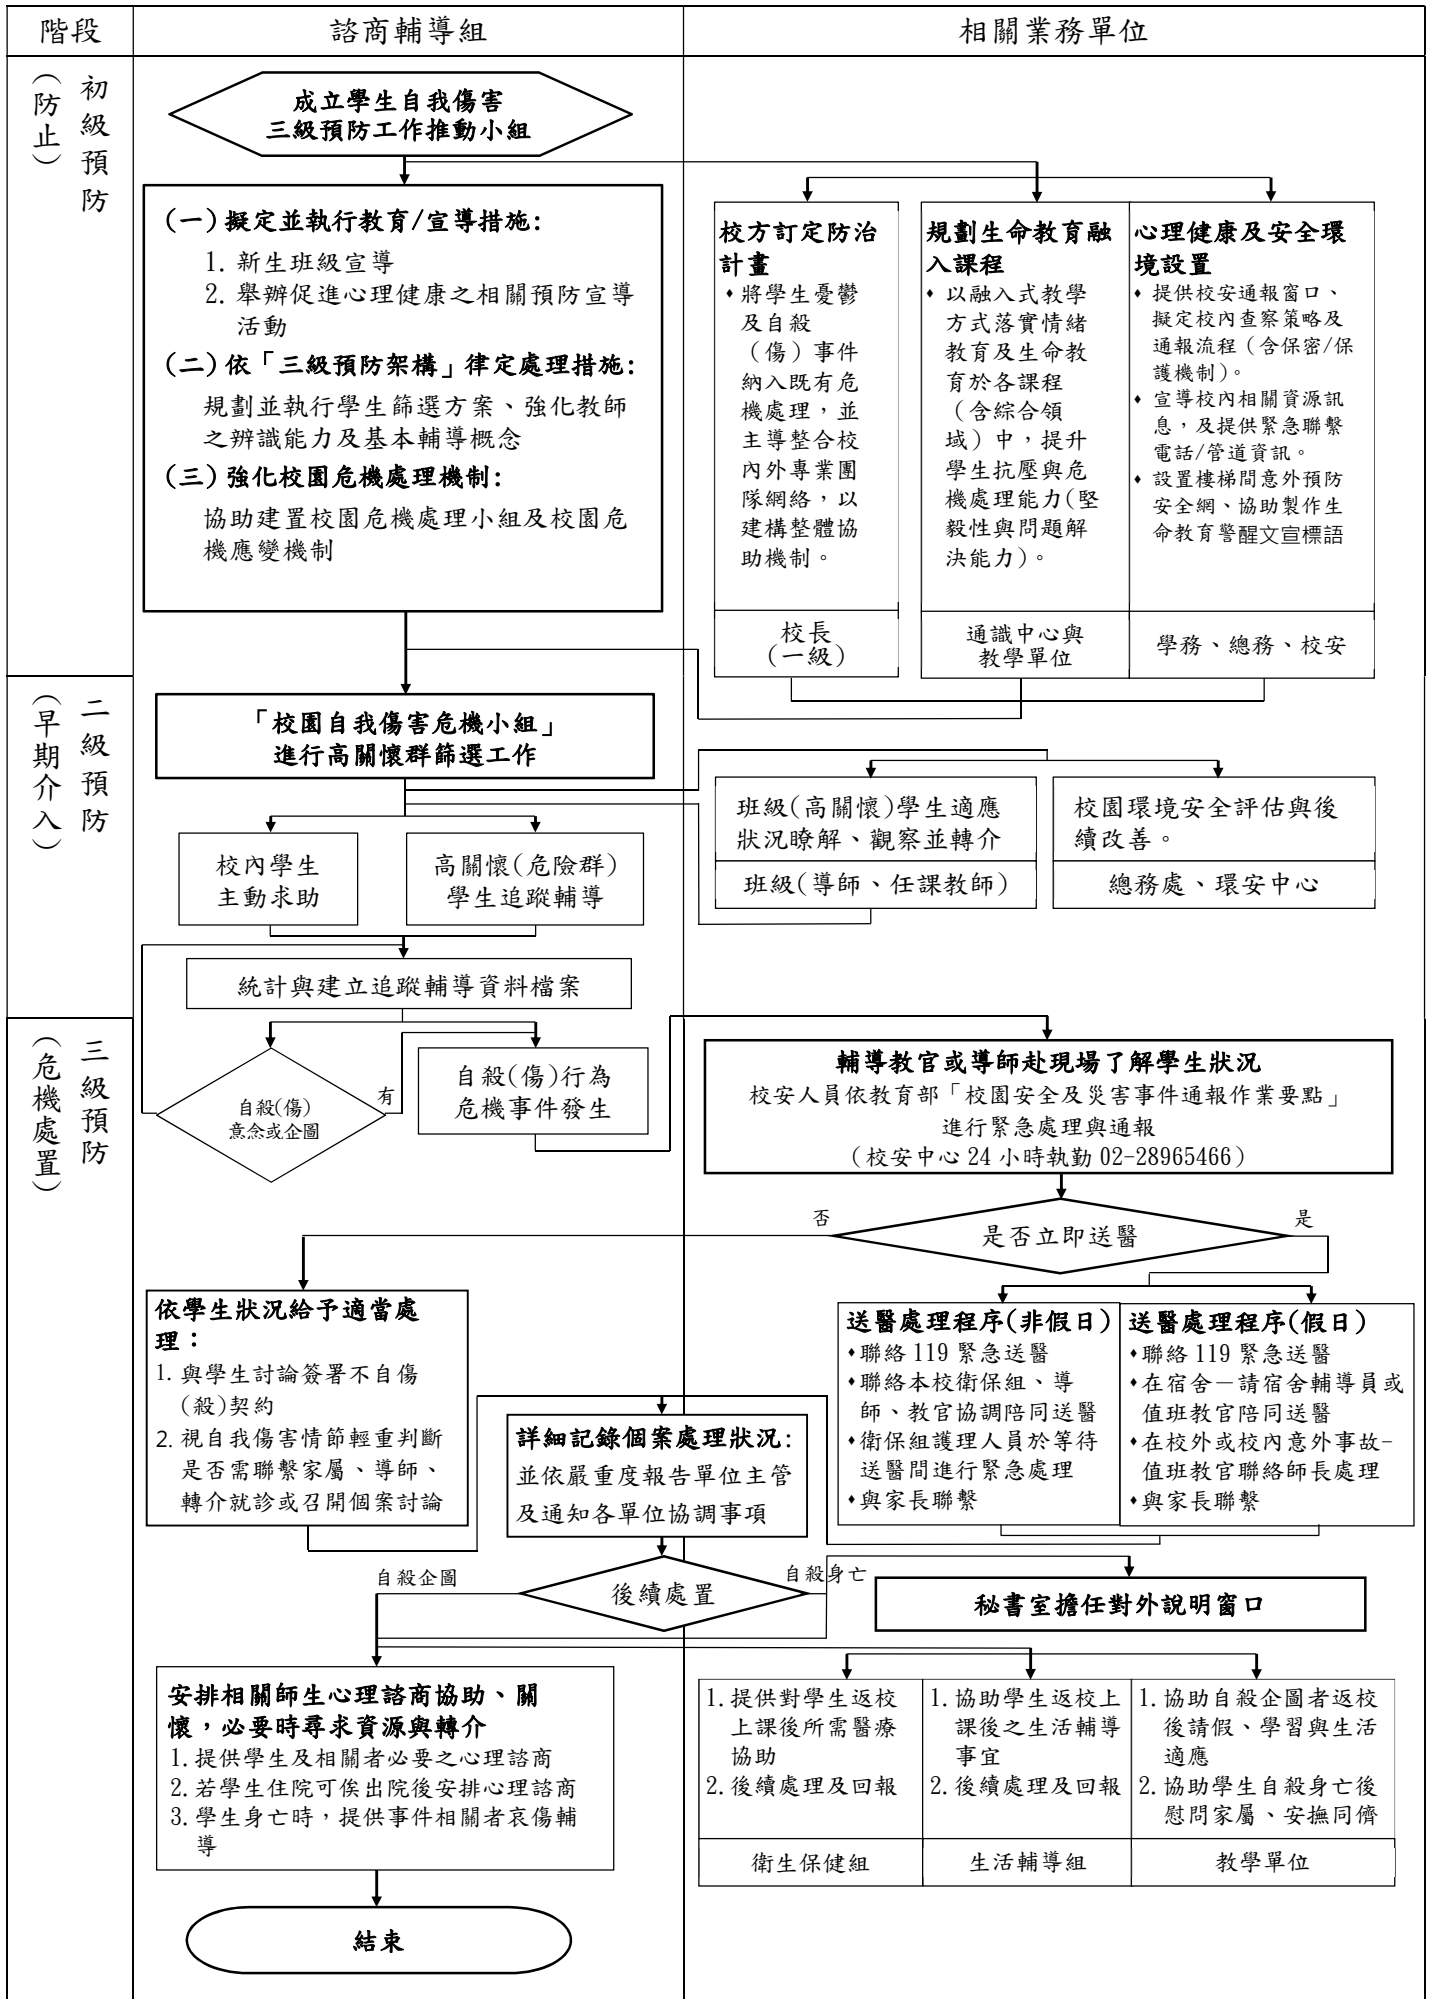 階段
諮商輔導組
相關業務單位
初級預防
（防止）
成立學生自我傷害
三級預防工作推動小組
(一)擬定並執行教育/宣導措施:
1. 新生班級宣導
2. 舉辦促進心理健康之相關預防宣導
活動
(二)依「三級預防架構」律定處理措施:
規劃並執行學生篩選方案、強化教師
之辨識能力及基本輔導概念
(三)強化校園危機處理機制:
協助建置校園危機處理小組及校園危
機應變機制
校方訂定防治
計畫
⬧將學生憂鬱
及自殺
（傷）事件
納入既有危
機處理，並
主導整合校
內外專業團
隊網絡，以
建構整體協
助機制。
校長
(一級)
規劃生命教育融
入課程
⬧以融入式教學
方式落實情緒
教育及生命教
育於各課程
（含綜合領
域）中，提升
學生抗壓與危
機處理能力(堅
毅性與問題解
決能力)。
通識中心與
教學單位
心理健康及安全環
境設置
⬧提供校安通報窗口、
擬定校內查察策略及
通報流程（含保密/保
護機制)。
⬧宣導校內相關資源訊
息，及提供緊急聯繫
電話/管道資訊。
⬧設置樓梯間意外預防
安全網、協助製作生
命教育警醒文宣標語
學務、總務、校安
二級預防
（早期介入）
「校園自我傷害危機小組」
進行高關懷群篩選工作
班級(高關懷)學生適應
狀況瞭解、觀察並轉介
班級(導師、任課教師)
校園環境安全評估與後
續改善。
總務處、環安中心
校內學生
主動求助
高關懷(危險群)
學生追蹤輔導
統計與建立追蹤輔導資料檔案
三級預防
（危機處置）
自殺(傷)
意念或企圖
有
自殺(傷)行為
危機事件發生
輔導教官或導師赴現場了解學生狀況
校安人員依教育部「校園安全及災害事件通報作業要點」
進行緊急處理與通報
（校安中心 24 小時執勤 02-28965466）
否
是否立即送醫
是
依學生狀況給予適當處
理：
1. 與學生討論簽署不自傷
(殺)契約
2. 視自我傷害情節輕重判斷
是否需聯繫家屬、導師、
轉介就診或召開個案討論
送醫處理程序(非假日)
⬧聯絡 119 緊急送醫
⬧聯絡本校衛保組、導
師、教官協調陪同送醫
⬧衛保組護理人員於等待
送醫間進行緊急處理
⬧與家長聯繫
送醫處理程序(假日)
⬧聯絡 119 緊急送醫
⬧在宿舍－請宿舍輔導員或
值班教官陪同送醫
⬧在校外或校內意外事故-
值班教官聯絡師長處理
⬧與家長聯繫
詳細記錄個案處理狀況:
並依嚴重度報告單位主管
及通知各單位協調事項
自殺企圖
後續處置
自殺身亡
秘書室擔任對外說明窗口
安排相關師生心理諮商協助、關
懷，必要時尋求資源與轉介
1.提供學生及相關者必要之心理諮商
2.若學生住院可俟出院後安排心理諮商
3.學生身亡時，提供事件相關者哀傷輔
導
1.提供對學生返校
上課後所需醫療
協助
2.後續處理及回報
衛生保健組
1.協助學生返校上
課後之生活輔導
事宜
2.後續處理及回報
生活輔導組
1.協助自殺企圖者返校
後請假、學習與生活
適應
2.協助學生自殺身亡後
慰問家屬、安撫同儕
教學單位
結束